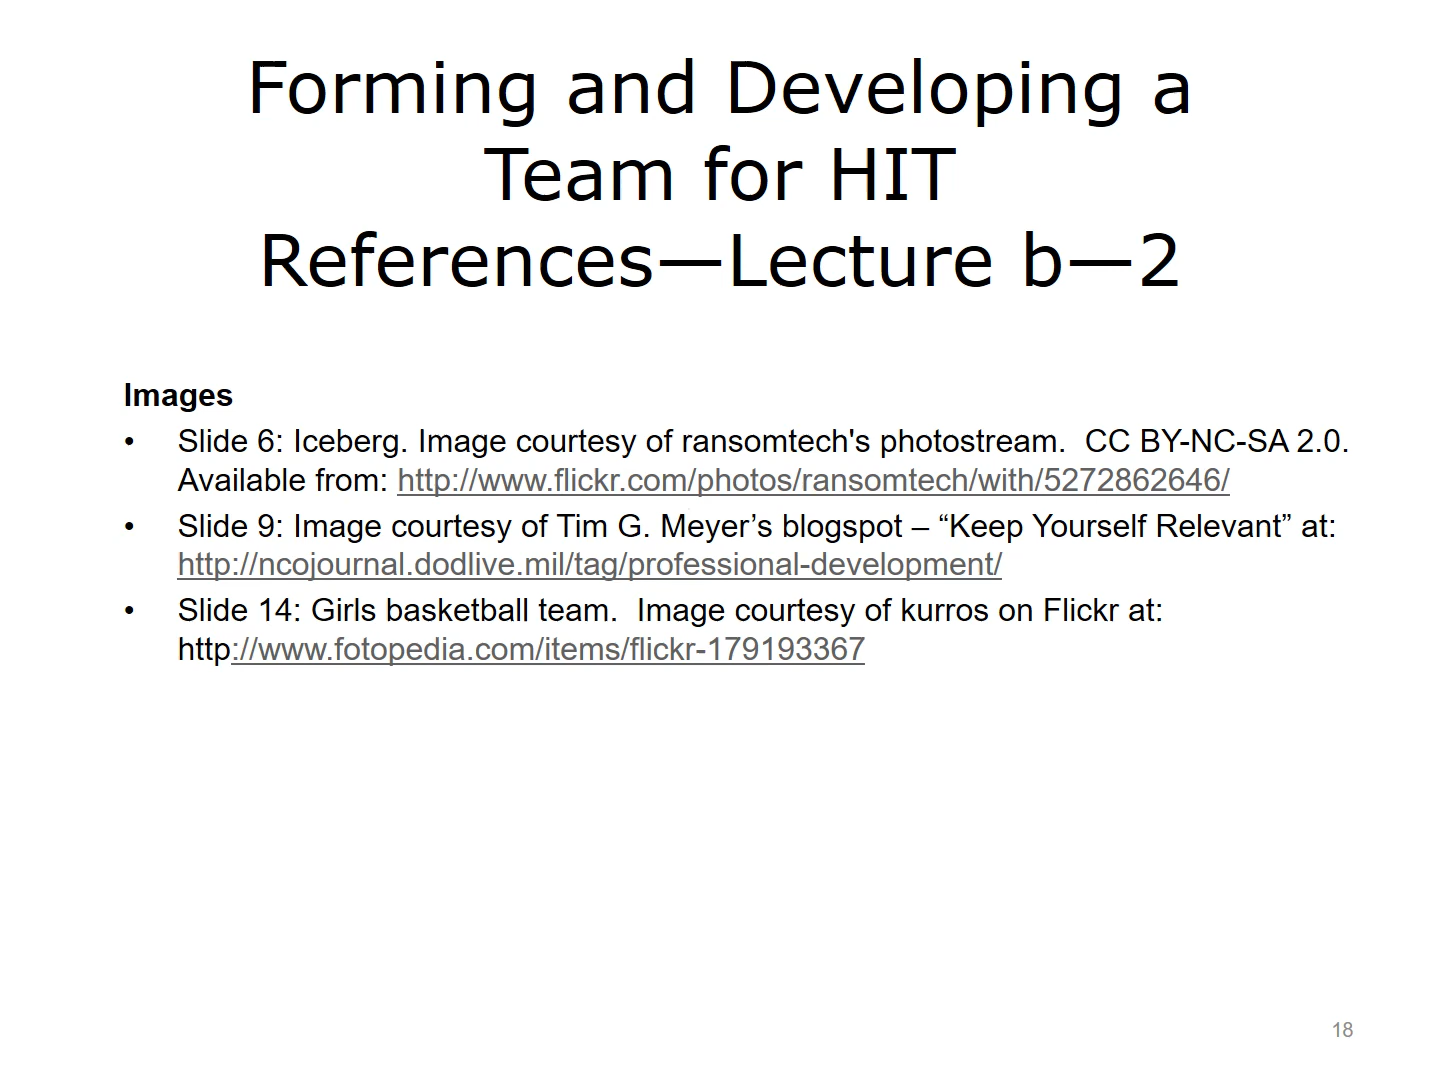 Forming and Developing a
Team for HIT
References—Lecture b—2
Images
• Slide 6: Iceberg. Image courtesy of ransomtech's photostream.  CC BY-NC-SA 2.0.
Available from: http://www.flickr.com/photos/ransomtech/with/5272862646/
• Slide 9: Image courtesy of Tim G. Meyer’s blogspot – “Keep Yourself Relevant” at:
http://ncojournal.dodlive.mil/tag/professional-development/
• Slide 14: Girls basketball team.  Image courtesy of kurros on Flickr at:
http://www.fotopedia.com/items/flickr-179193367
18